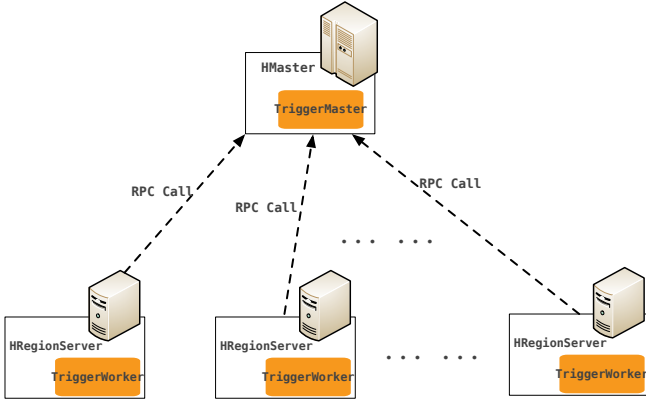 HMaster
TriggerMaster
RPC Call
RPC Call
RPC Call
... ...
HRegionServer
TriggerWorker
HRegionServer
TriggerWorker
... ...
HRegionServer
TriggerWorker